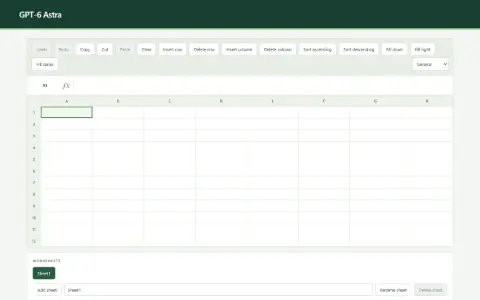 GPT-6 Astra
Undo Redo Copy Cut Paste Clear Insert row Delete row Insert column Delete column Sort ascending Sort descending Fill down Fill right
Fill series General
A1 fx
A B C D E F G H
1
2
3
4
5
6
7
8
9
10
11
12
WORKSHEETS
Sheet1
Add sheet Sheet1 Rename sheet Delete sheet